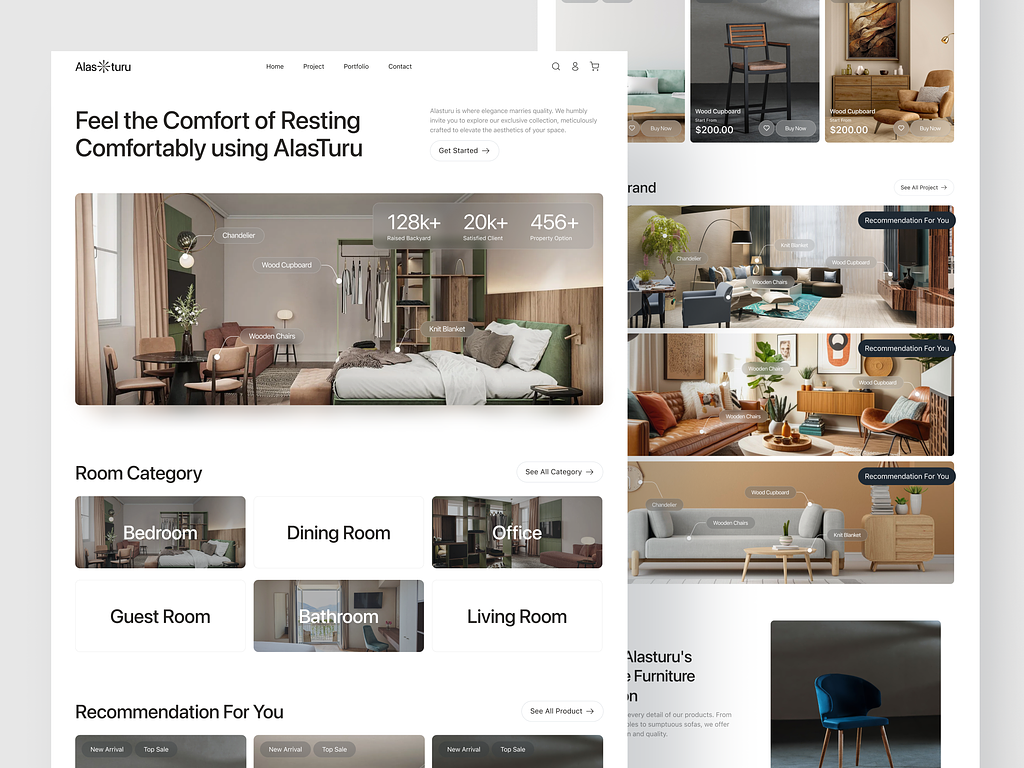 Alas turu
Home
Project
Portfolio
Contact
Feel the Comfort of Resting
Comfortably using AlasTuru
Alasturu is where elegance marries quality. We humbly
invite you to explore our exclusive collection, meticulously
crafted to elevate the aesthetics of your space.
Get Started
128k+
Raised Backyard
20k+
Satisfied Client
456+
Property Option
Chandelier
Wood Cupboard
Wooden Chairs
Knit Blanket
Room Category
See All Category
Bedroom
Dining Room
Office
Guest Room
Bathroom
Living Room
Recommendation For You
See All Product
New Arrival
Top Sale
New Arrival
Top Sale
New Arrival
Top Sale
Buy Now
Wood Cupboard
Start From
$200.00
Buy Now
Wood Cupboard
Start From
$200.00
Buy Now
rand
See All Project
Recommendation For You
Chandelier
Knit Blanket
Wood Cupboard
Wooden Chairs
Recommendation For You
Wooden Chairs
Wood Cupboard
Wooden Chairs
Recommendation For You
Chandelier
Wood Cupboard
Wooden Chairs
Knit Blanket
Alasturu's
e Furniture
on
every detail of our products. From
bles to sumptuous sofas, we offer
n and quality.